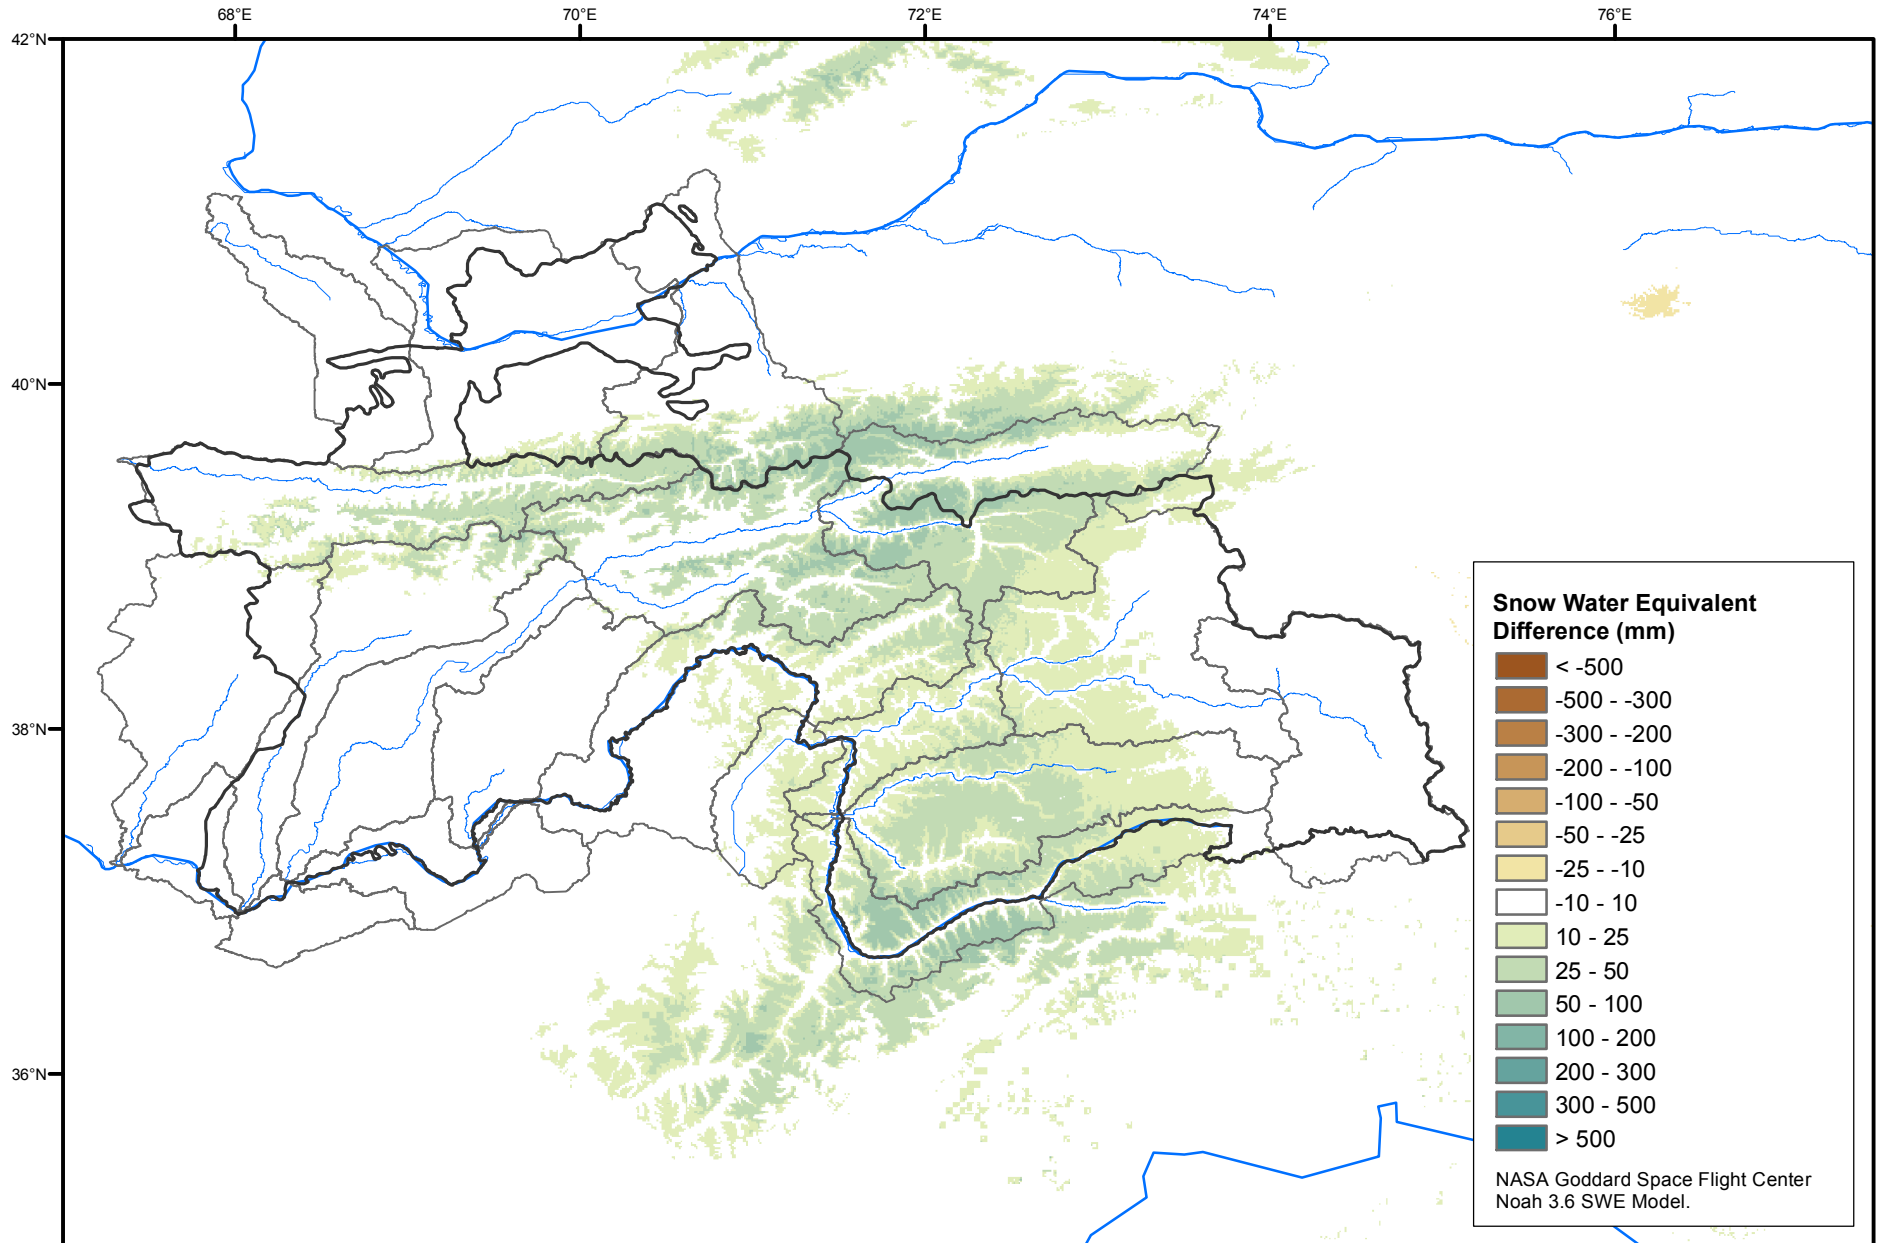 68°E
70°E
72°E
74°E
76°E
42°N
40°N
38°N
36°N
Snow Water Equivalent
Difference (mm)
< -500
-500 - -300
-300 - -200
-200 - -100
-100 - -50
-50 - -25
-25 - -10
-10 - 10
10 - 25
25 - 50
50 - 100
100 - 200
200 - 300
300 - 500
> 500
NASA Goddard Space Flight Center
Noah 3.6 SWE Model.